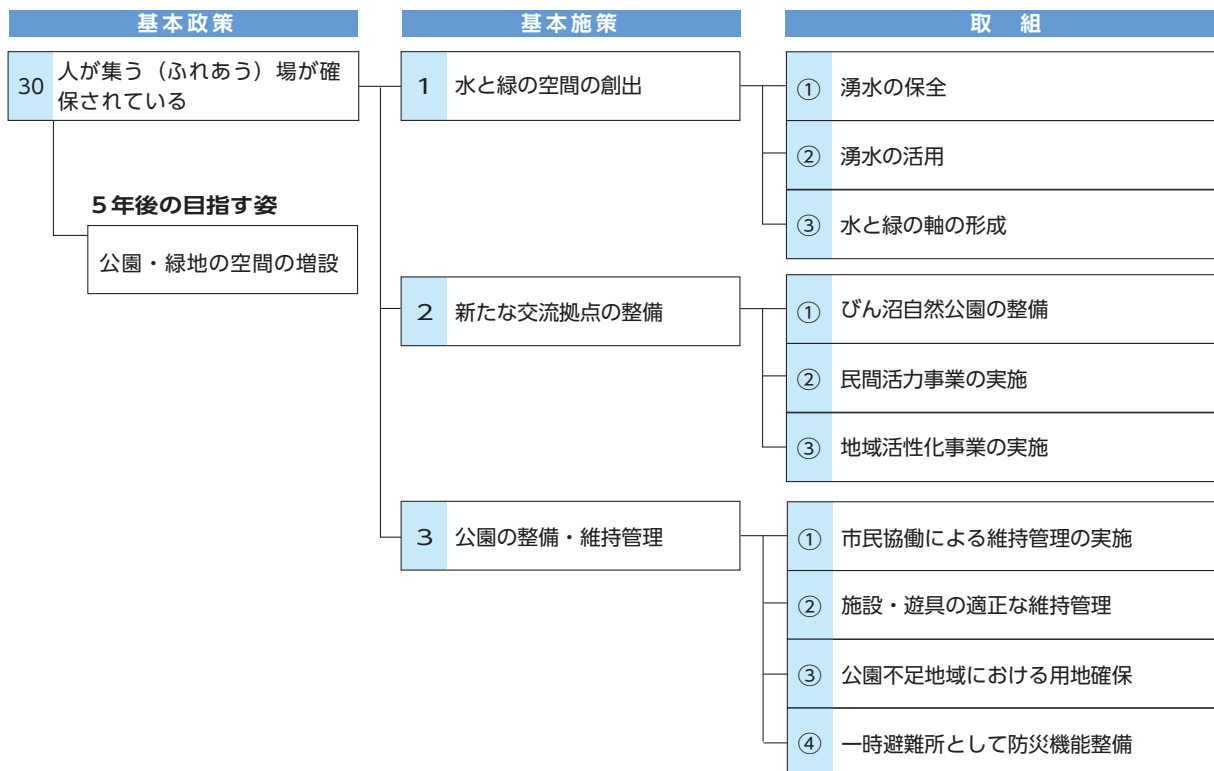 基本政策
基本施策
取 組
30
人が集う（ふれあう）場が確
保されている
5年後の目指す姿
公園・緑地の空間の増設
1
水と緑の空間の創出
① 湧水の保全
② 湧水の活用
③ 水と緑の軸の形成
2
新たな交流拠点の整備
① びん沼自然公園の整備
② 民間活力事業の実施
③ 地域活性化事業の実施
3
公園の整備・維持管理
① 市民協働による維持管理の実施
② 施設・遊具の適正な維持管理
③ 公園不足地域における用地確保
④ 一時避難所として防災機能整備